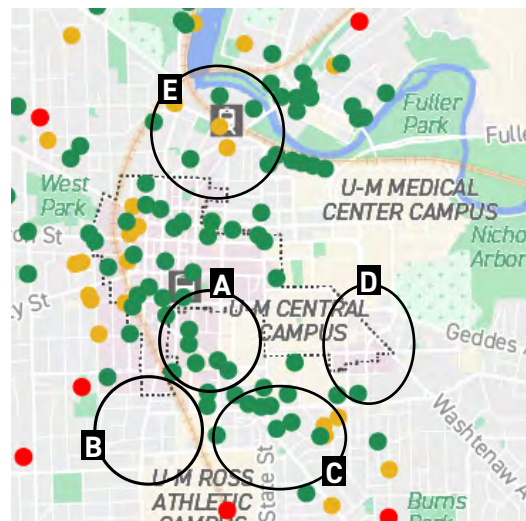 E
Fuller
Park
Fulle
West
Park
U-M MEDICAL
CENTER CAMPUS
on St
Nicho
Arbor
A
D
y St
U-M CENTRAL
CAMPUS
Geddes A
Washtenaw A
B
C
U-M ROSS
ATHLETIC
CAMPUS
State St
Burns
Park